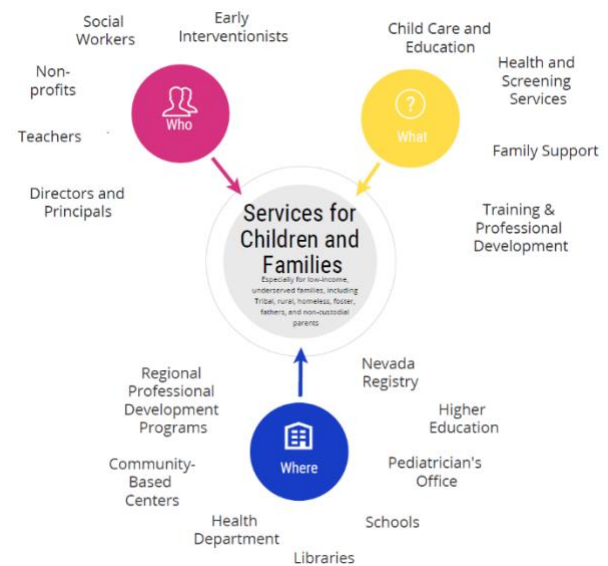 Social
Workers
Early
Interventionists
Non-
profits
Teachers
Directors and
Principals
Who
Child Care and
Education
Health and
Screening
Services
Family Support
Training &
Professional
Development
?
What
Services for
Children and
Families
Especially for low-income,
underserved families, including
Tribal, rural, homeless, foster,
fathers, and non-custodial
parents
Regional
Professional
Development
Programs
Community-
Based
Centers
Health
Department
Libraries
Where
Nevada
Registry
Higher
Education
Pediatrician's
Office
Schools